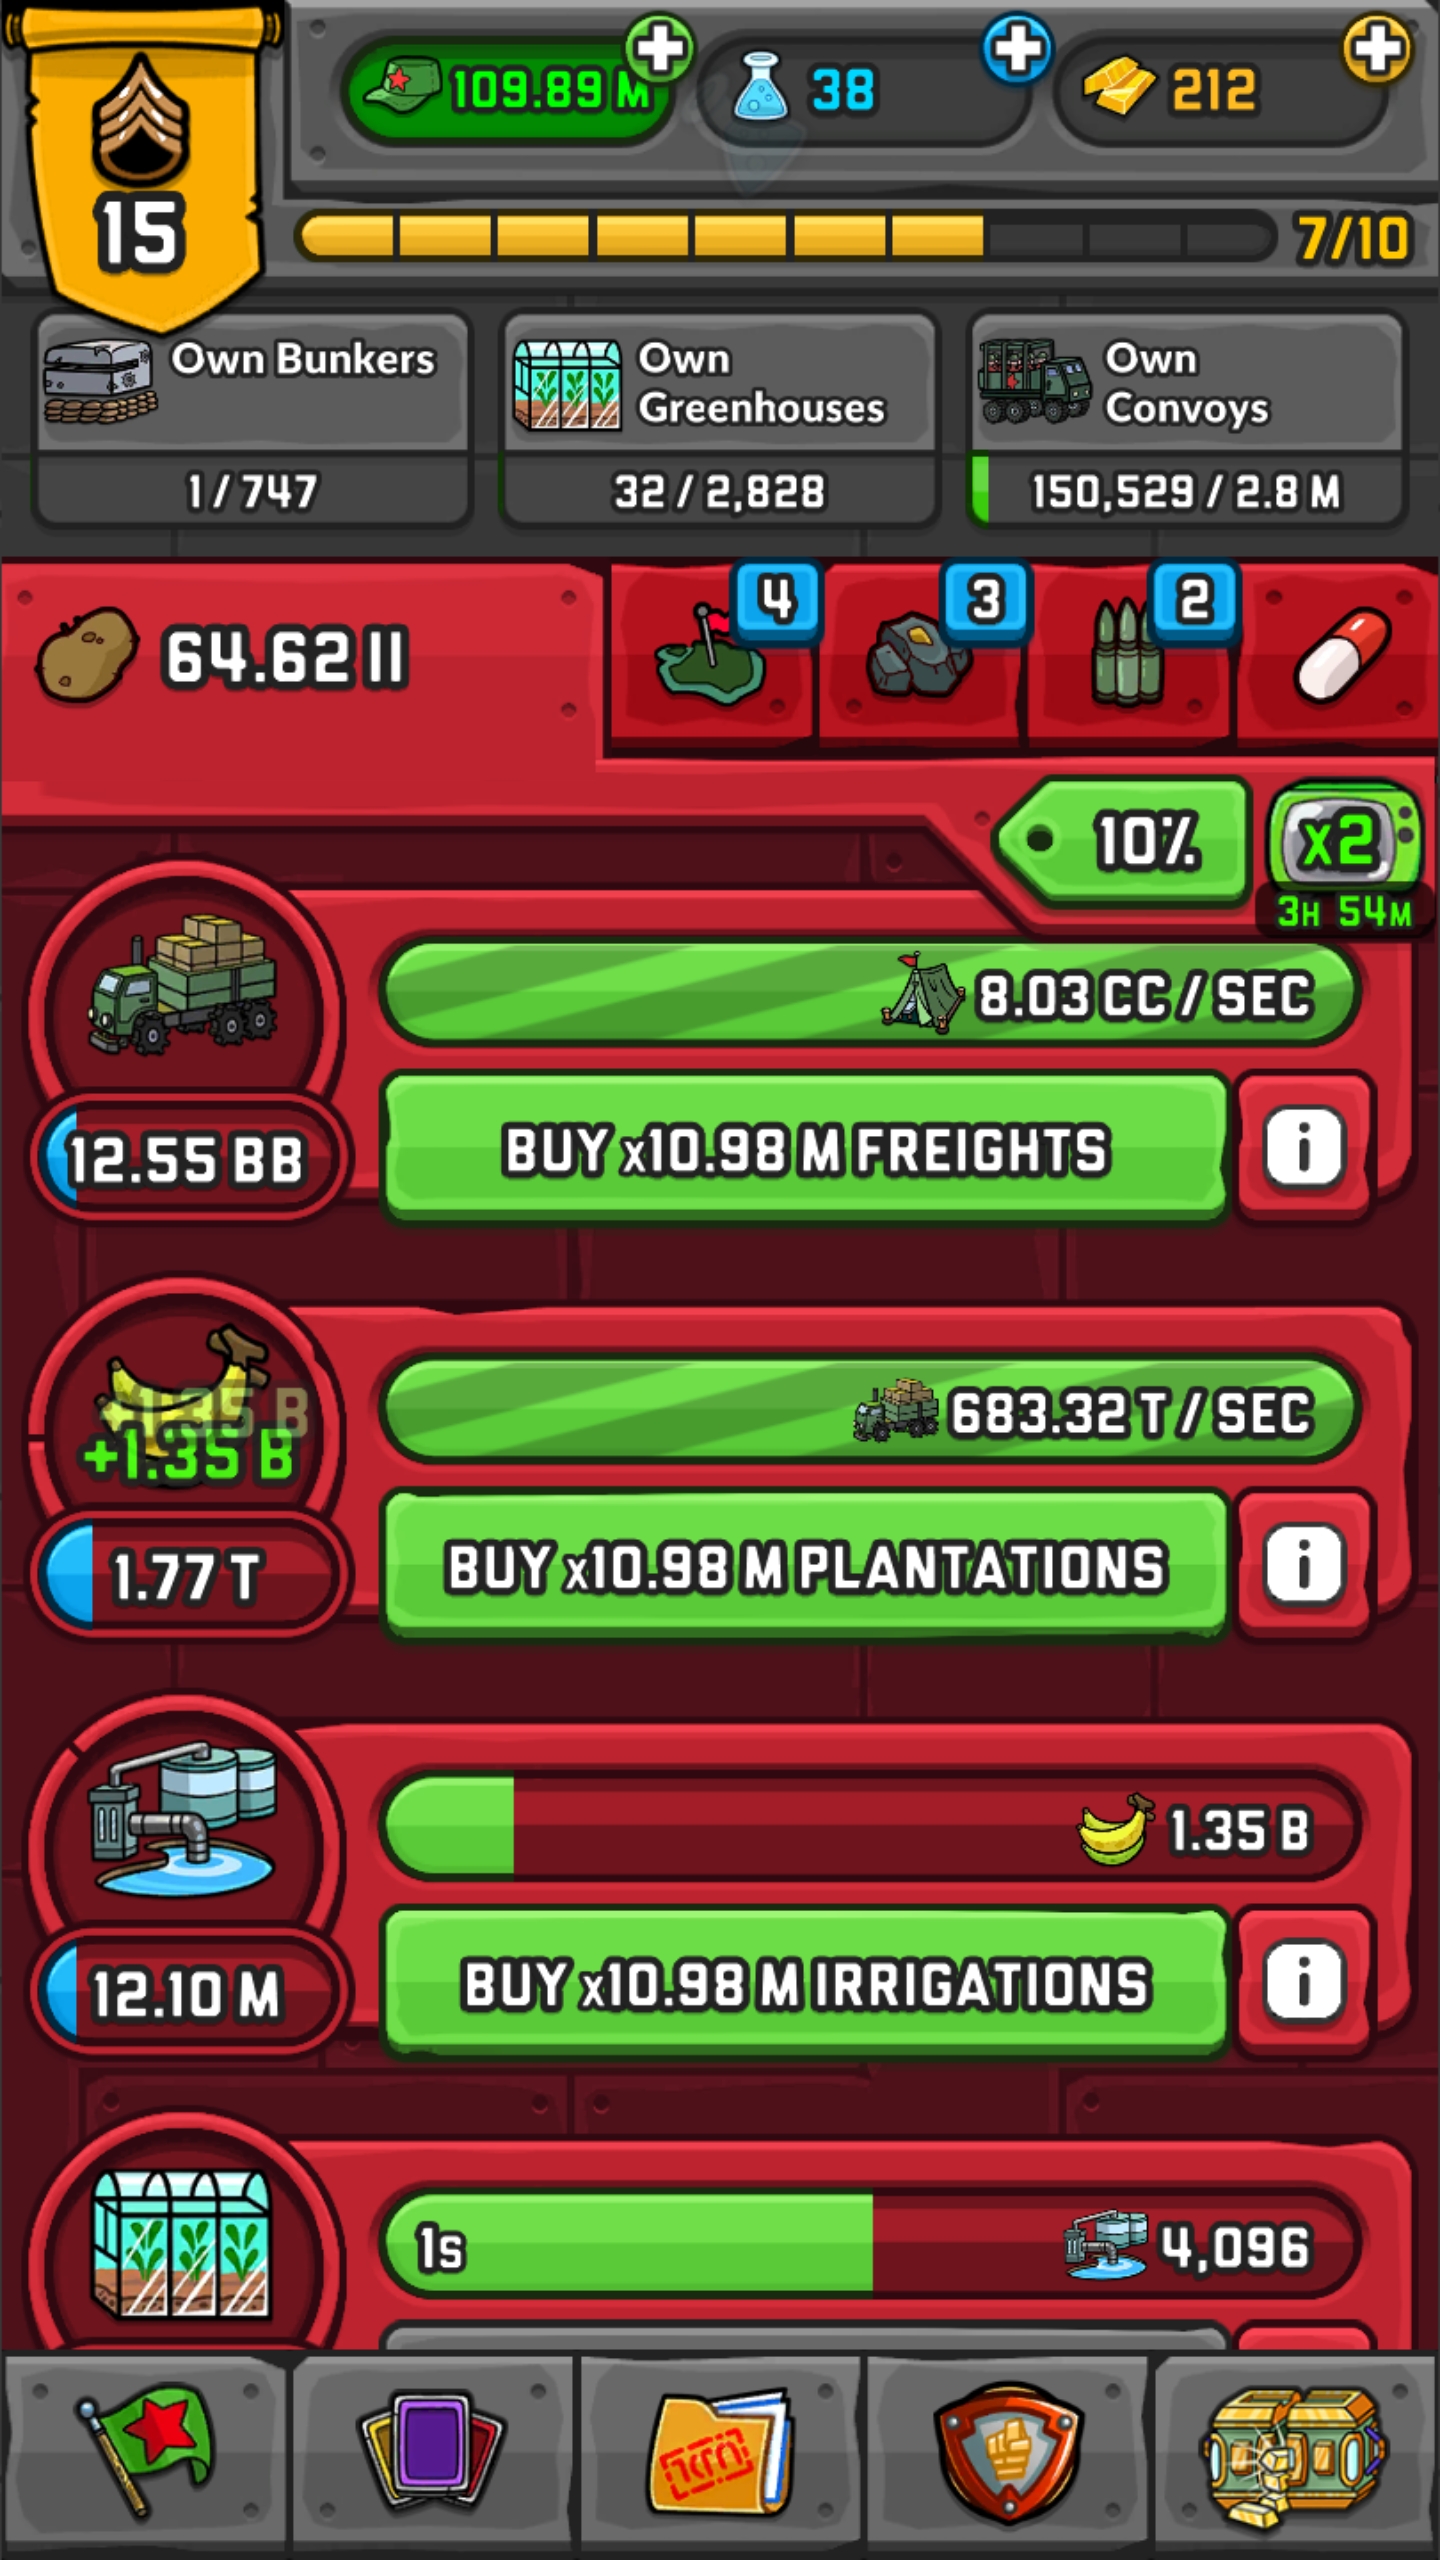 109.89 M
38
212
15
7/10
Own Bunkers
1/747
Own
Greenhouses
32/2,828
Own
Convoys
150,529/2.8 M
64.62 II
4
3
2
10%
x2
3H 54M
8.03 CC/SEC
BUY x10.98 M FREIGHTS
12.55 BB
+1.35 B
+1.35 B
683.32 T/SEC
BUY x10.98 M PLANTATIONS
1.77 T
1.35 B
BUY x10.98 M IRRIGATIONS
12.10 M
1s
4,096